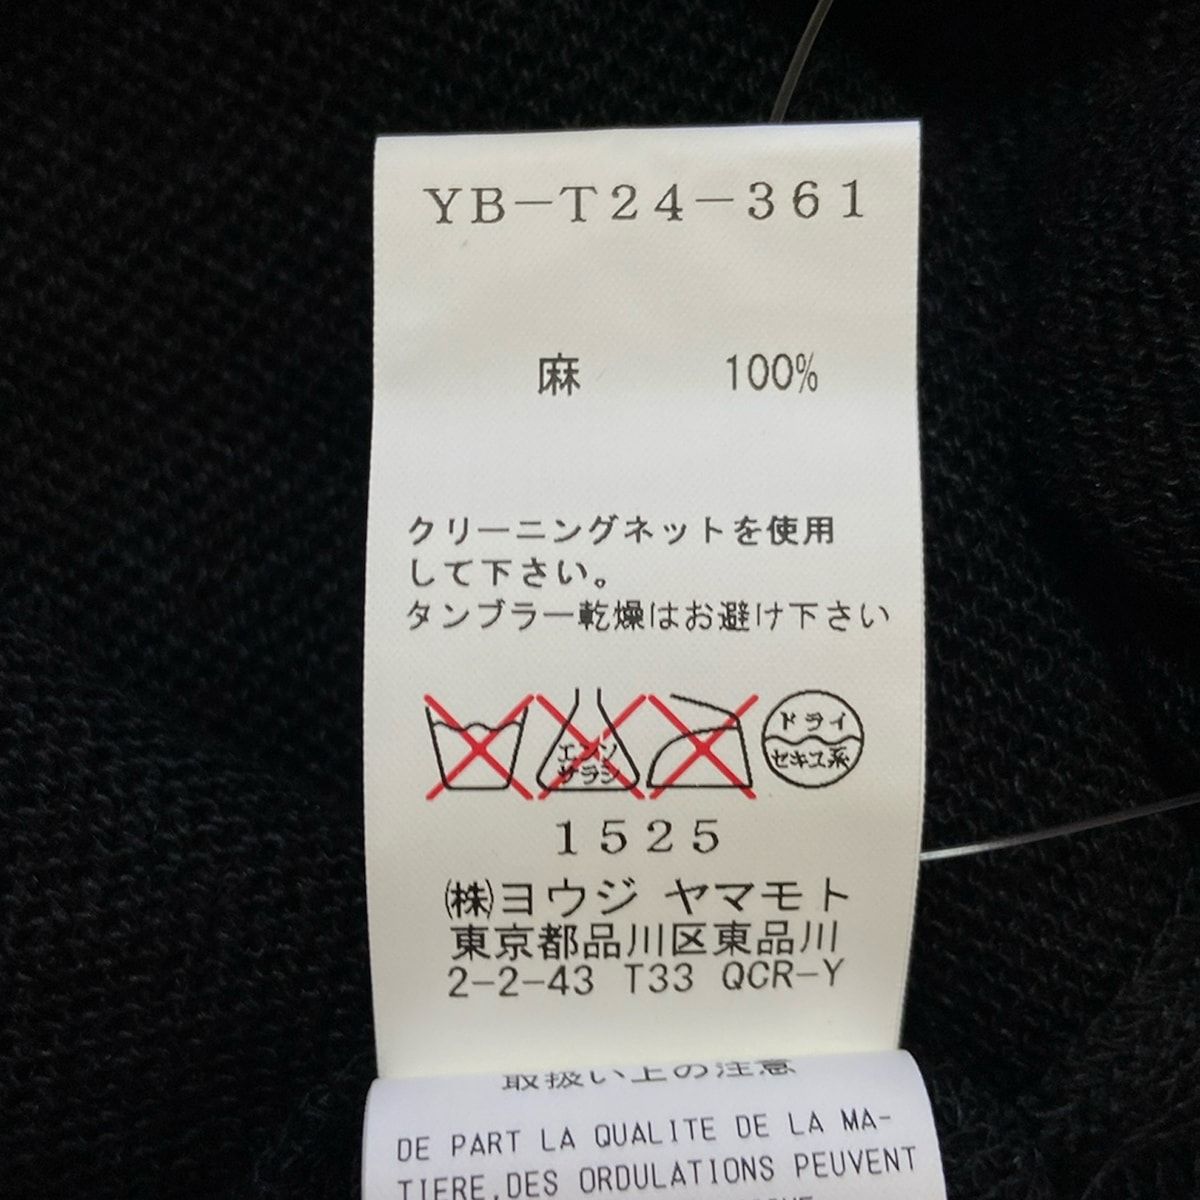 YB-T24-361
麻 100%
クリーニングネットを使用
して下さい。
タンブラー乾燥はお避け下さい
エンソ サラシ ドライ セキユ系
1525
㈱ヨウジ ヤマモト
東京都品川区東品川
2-2-43 T33 QCR-Y
取扱い上の注意
DE PART LA QUALITE DE LA MA-
TIERE,DES ORDULATIONS PEUVENT